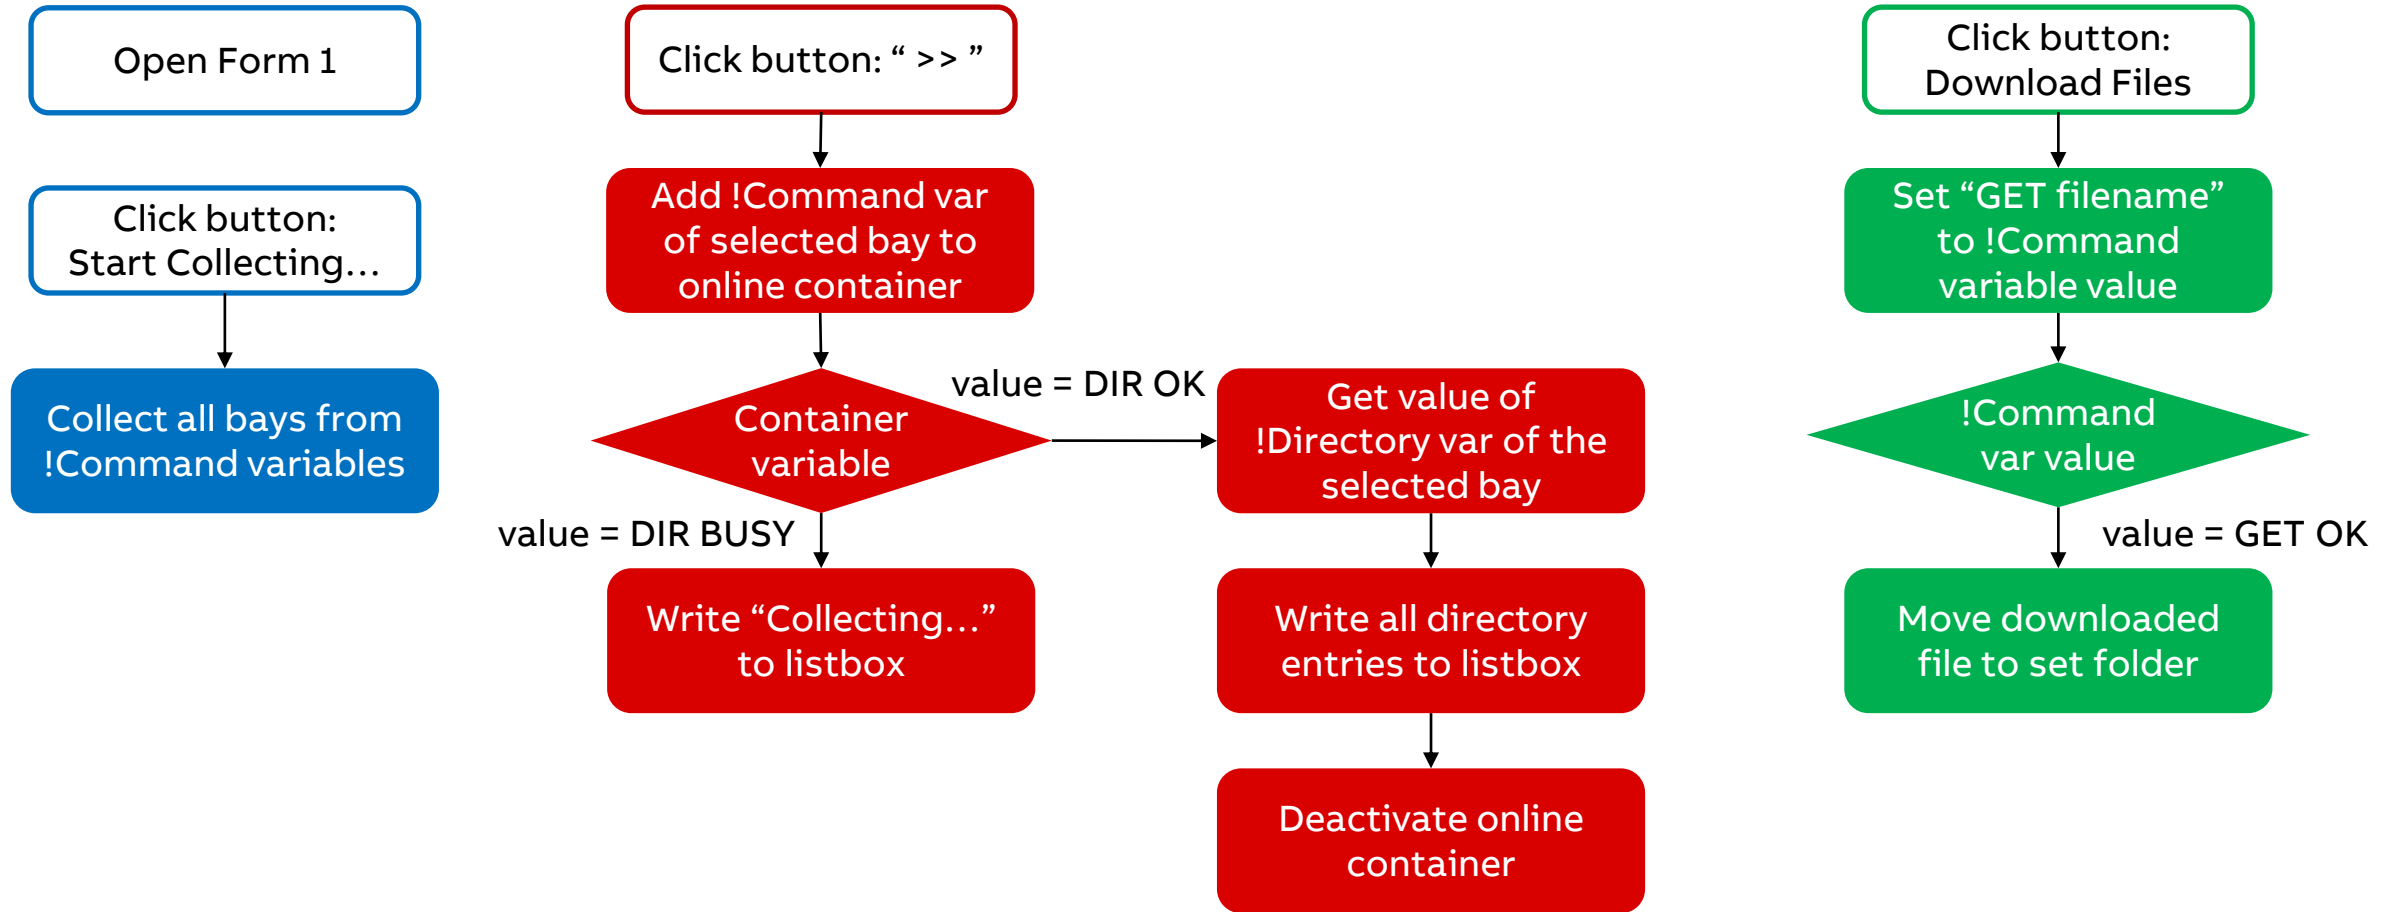 Open Form 1
Click button:
Start Collecting…
Collect all bays from
!Command variables
Click button: “ >> ”
Add !Command var
of selected bay to
online container
Container
variable
value = DIR OK
value = DIR BUSY
Write “Collecting…”
to listbox
Get value of
!Directory var of the
selected bay
Write all directory
entries to listbox
Deactivate online
container
Click button:
Download Files
Set “GET filename”
to !Command
variable value
!Command
var value
value = GET OK
Move downloaded
file to set folder